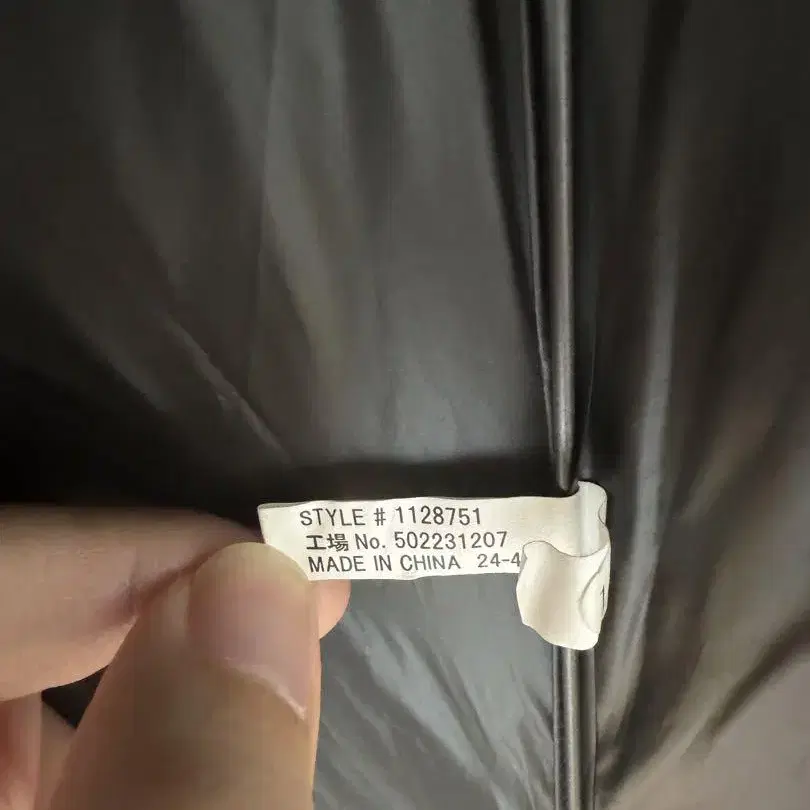 STYLE # 1128751
工場 No. 502231207
MADE IN CHINA 24-4